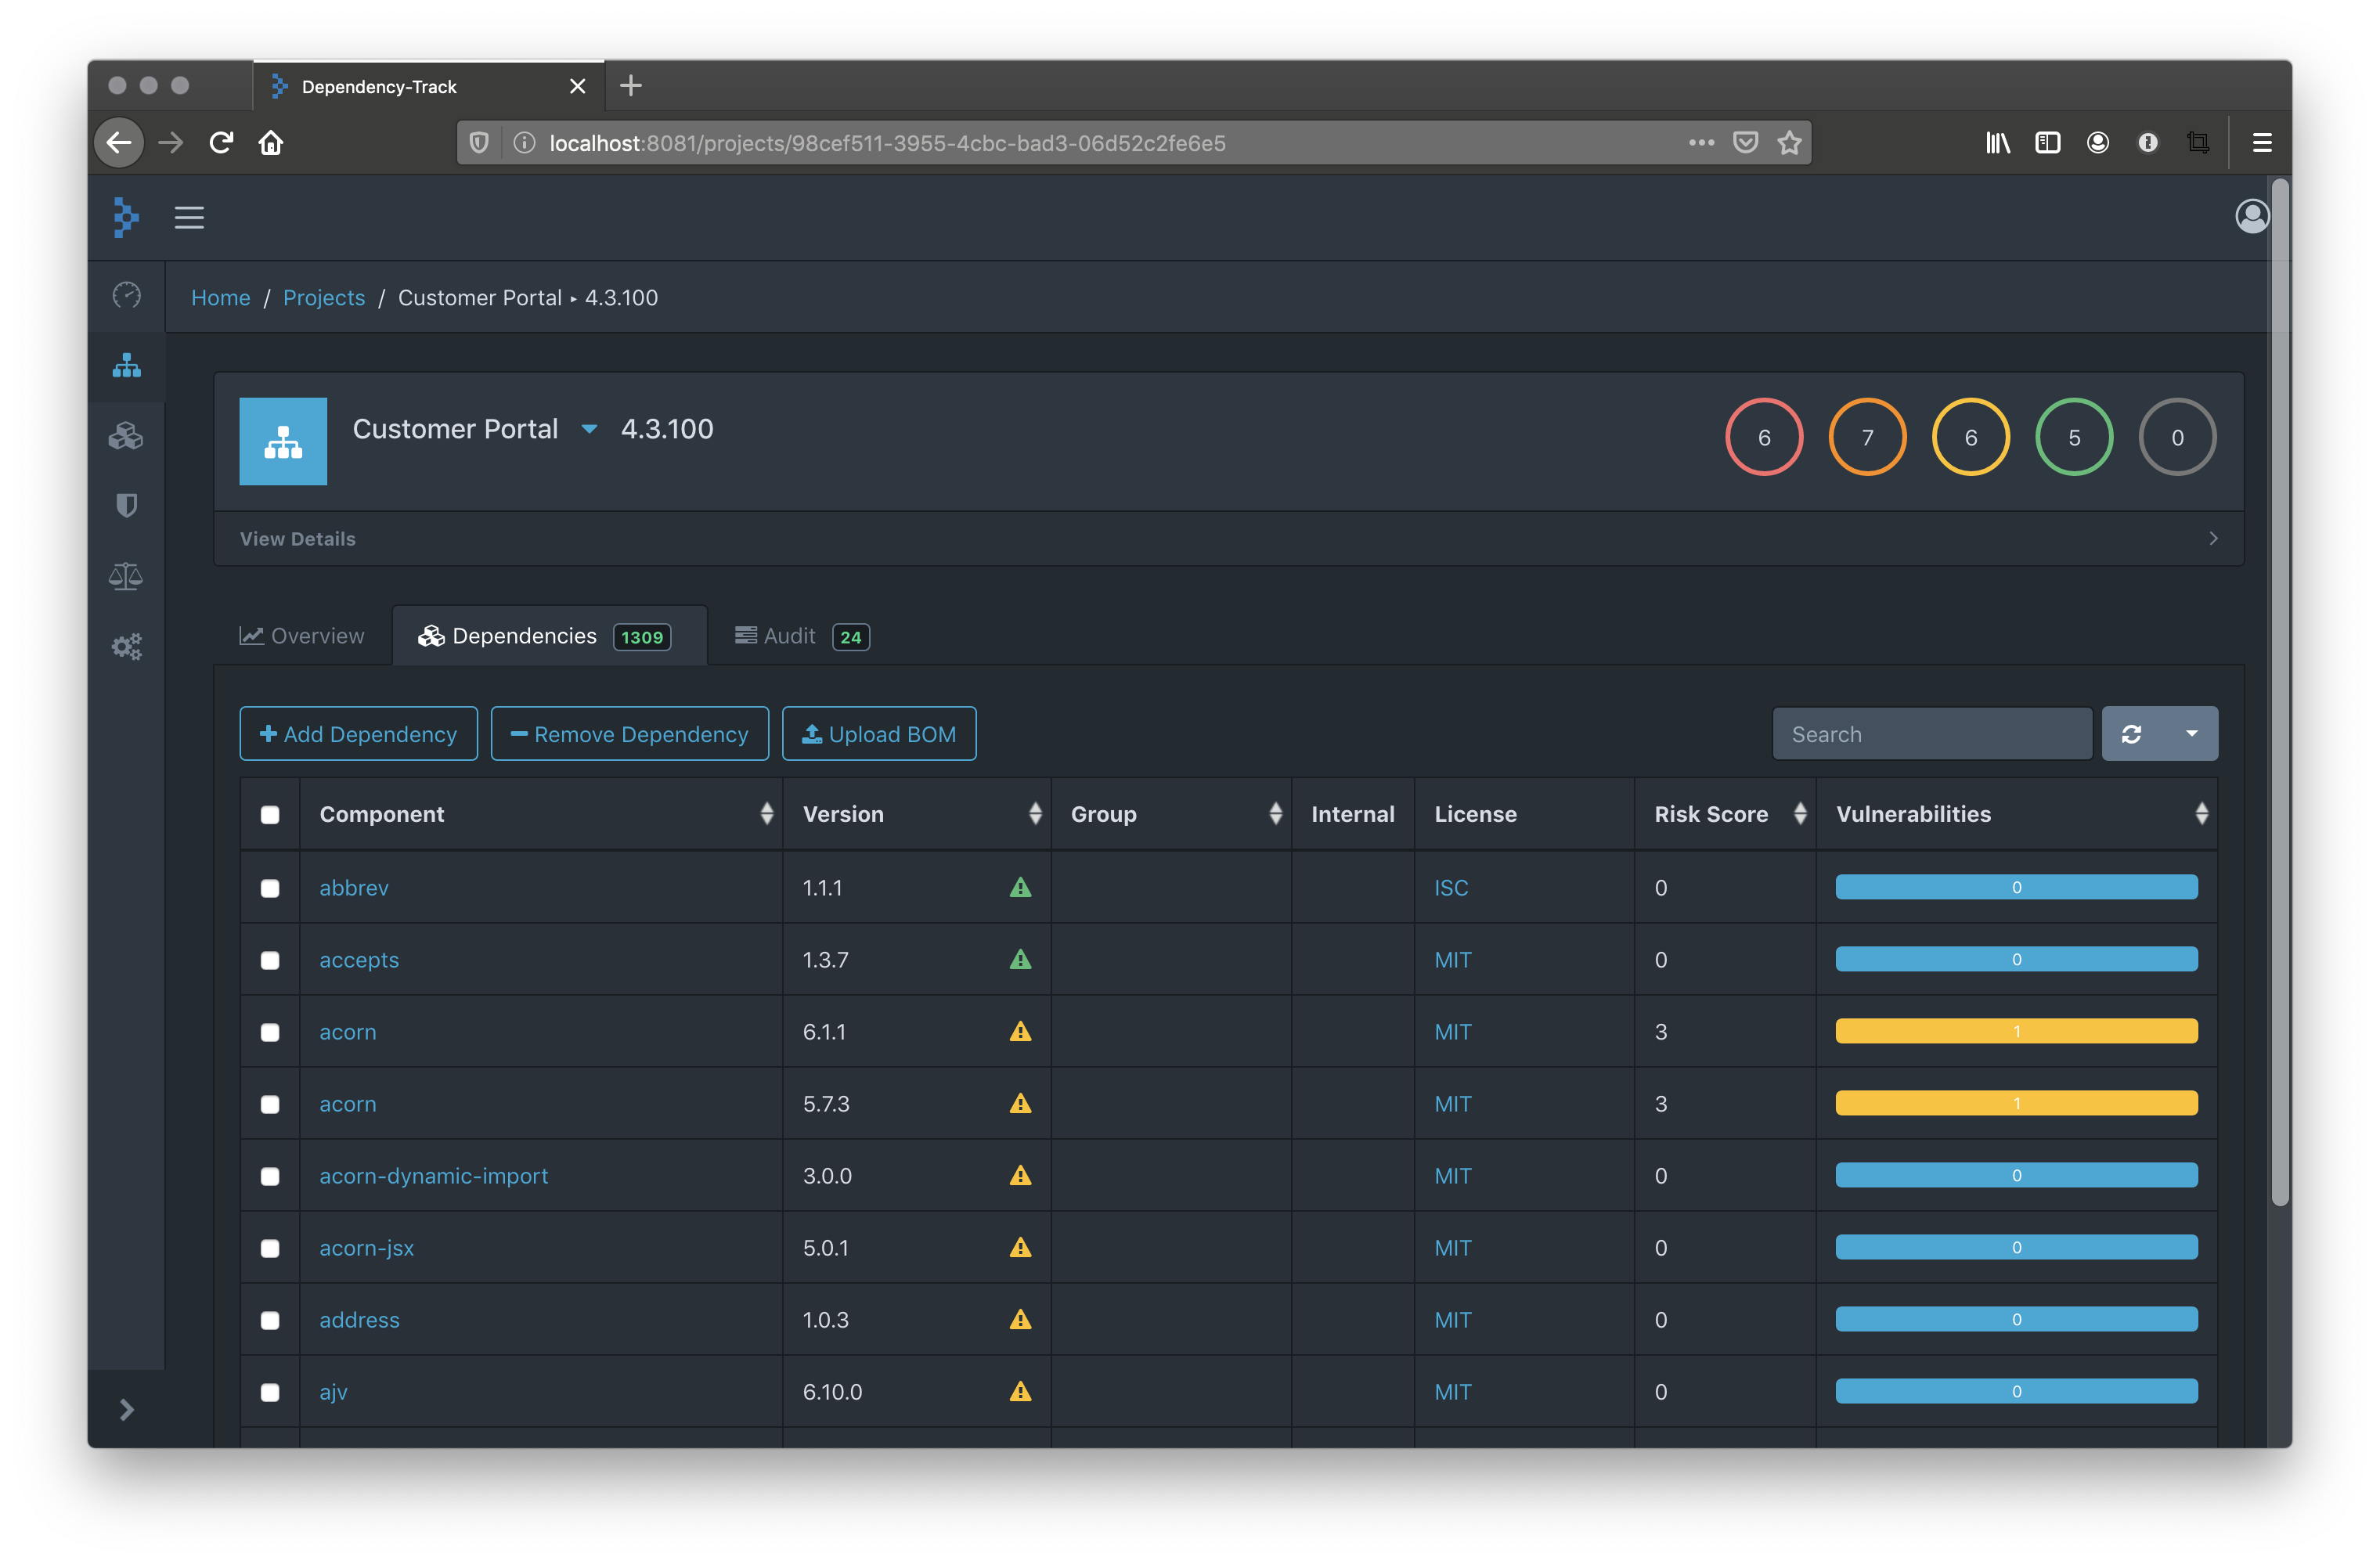 Dependency-Track
localhost:8081/projects/98cef511-3955-4cbc-bad3-06d52c2fe6e5
Home / Projects / Customer Portal ▸ 4.3.100
Customer Portal 4.3.100
6 7 6 5 0
View Details
Overview Dependencies 1309 Audit 24
Add Dependency Remove Dependency Upload BOM Search
Component Version Group Internal License Risk Score Vulnerabilities
abbrev 1.1.1 ISC 0 0
accepts 1.3.7 MIT 0 0
acorn 6.1.1 MIT 3 1
acorn 5.7.3 MIT 3 1
acorn-dynamic-import 3.0.0 MIT 0 0
acorn-jsx 5.0.1 MIT 0 0
address 1.0.3 MIT 0 0
ajv 6.10.0 MIT 0 0